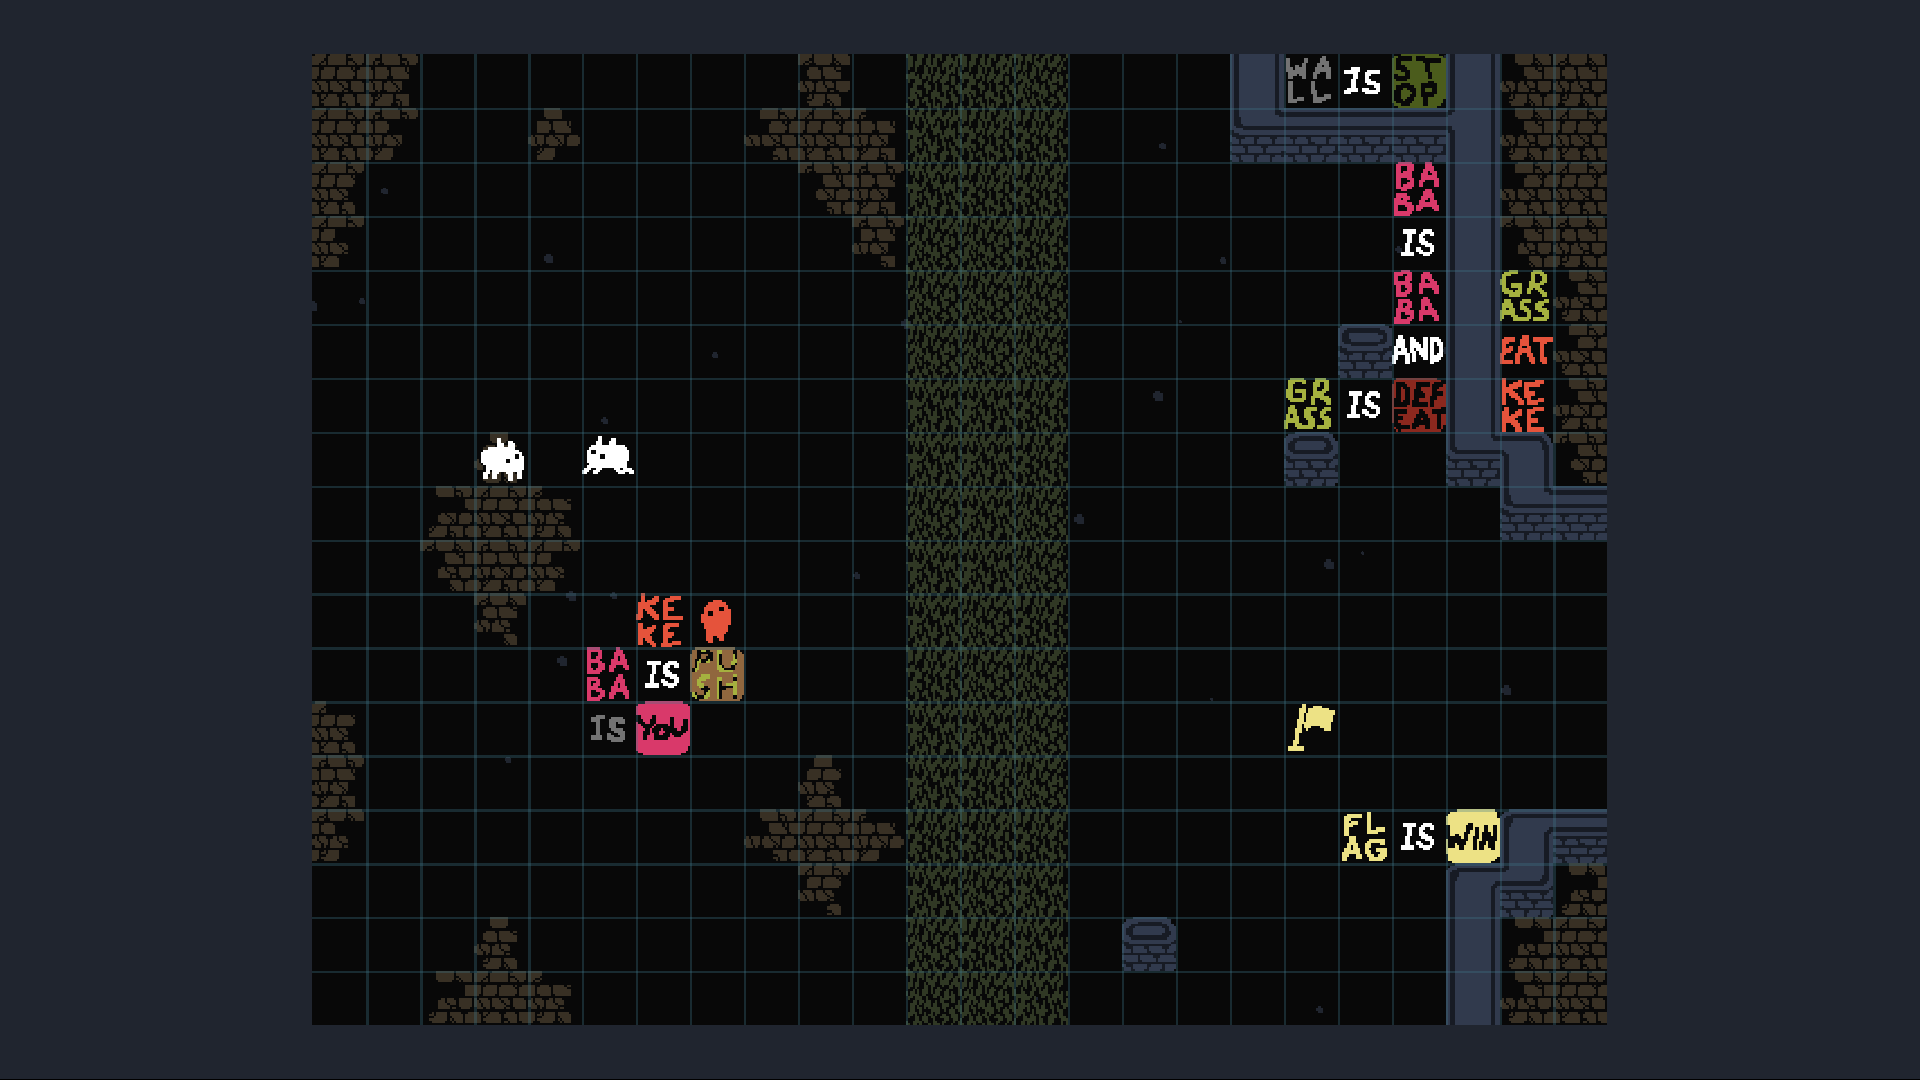 WALL IS STOP
BABA
IS
BABA GRASS
AND EAT
GRASS IS DEFEAT KEKE
KEKE
BABA IS PUSH
IS YOU
FLAG IS WIN